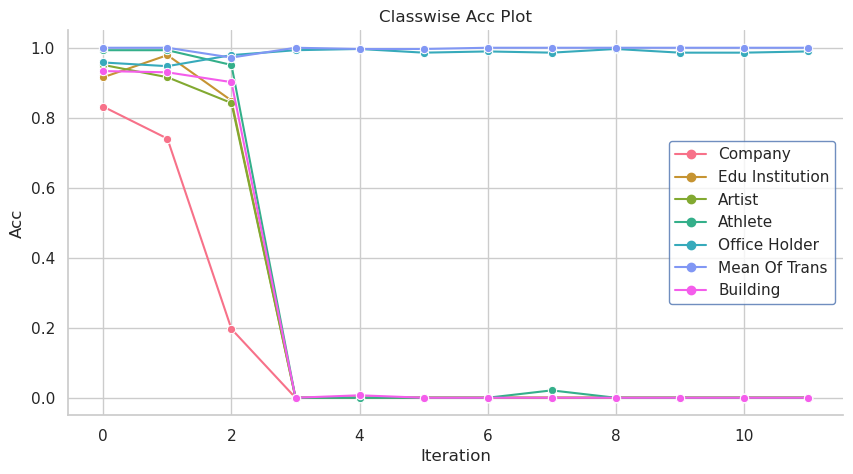 Classwise Acc Plot
1.0
0.8
0.6
0.4
0.2
0.0
Acc
Company
Edu Institution
Artist
Athlete
Office Holder
Mean Of Trans
Building
0 2 4 6 8 10
Iteration